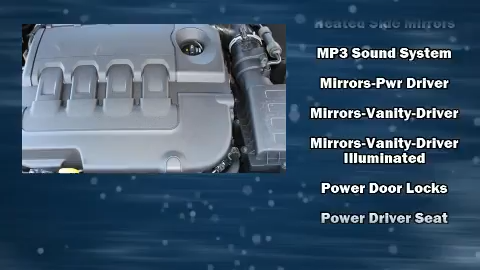 Heated Side Mirrors
MP3 Sound System
Mirrors-Pwr Driver
Mirrors-Vanity-Driver
Mirrors-Vanity-Driver
Illuminated
Power Door Locks
Power Driver Seat